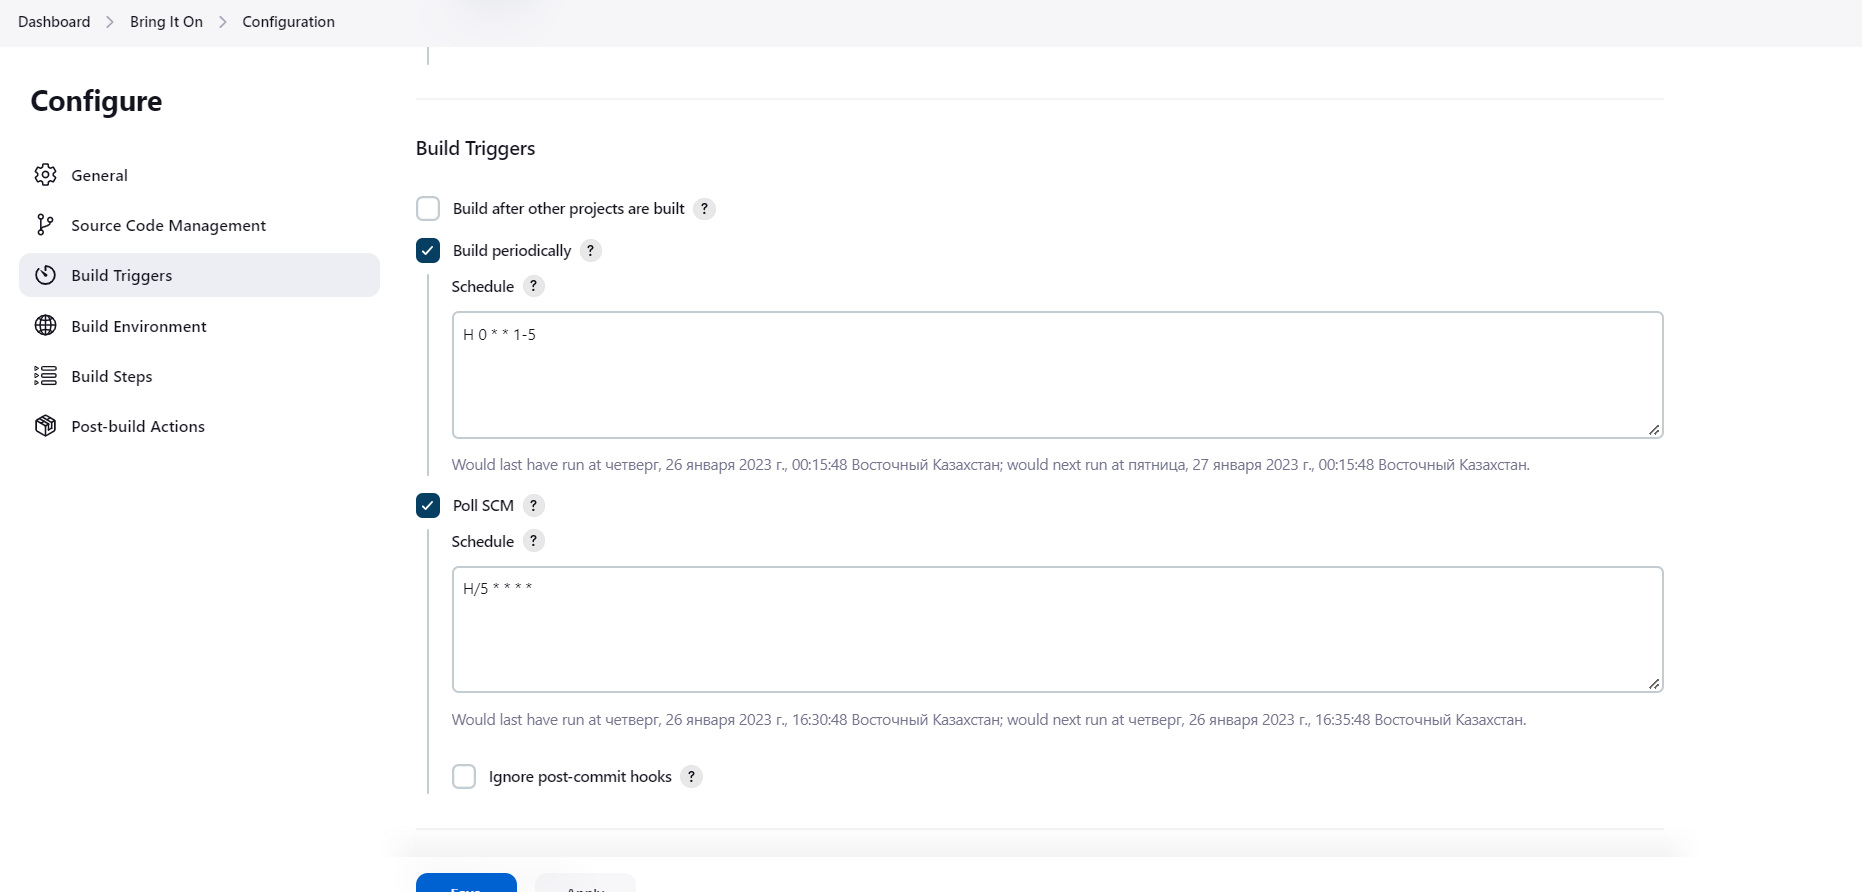 Dashboard > Bring It On > Configuration
Configure
General
Source Code Management
Build Triggers
Build Environment
Build Steps
Post-build Actions
Build Triggers
Build after other projects are built ?
Build periodically ?
Schedule ?
H 0 * * 1-5
Would last have run at четверг, 26 января 2023 г., 00:15:48 Восточный Казахстан; would next run at пятница, 27 января 2023 г., 00:15:48 Восточный Казахстан.
Poll SCM ?
Schedule ?
H/5 * * * *
Would last have run at четверг, 26 января 2023 г., 16:30:48 Восточный Казахстан; would next run at четверг, 26 января 2023 г., 16:35:48 Восточный Казахстан.
Ignore post-commit hooks ?
Save
Apply